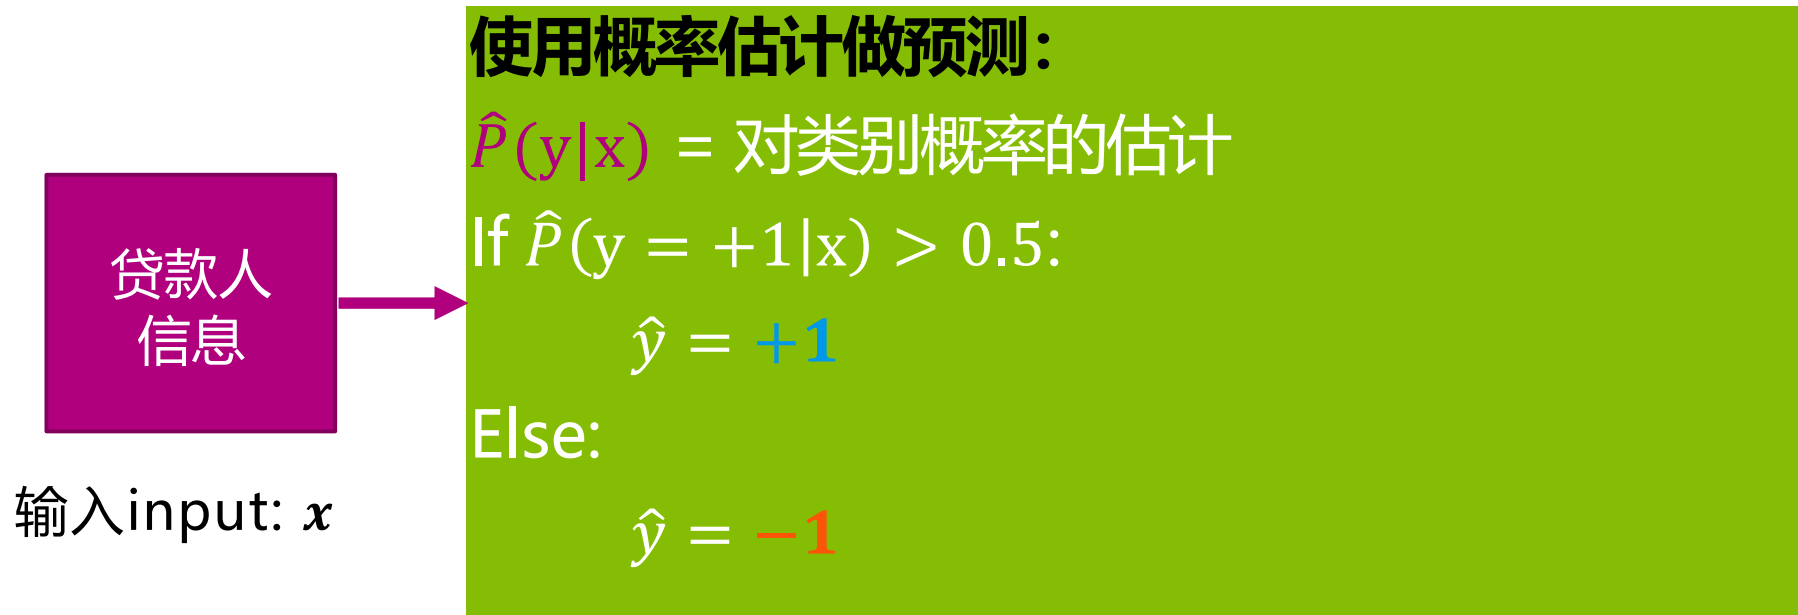 使用概率估计做预测：
P̂(y|x) = 对类别概率的估计
If P̂(y = +1|x) > 0.5:
ŷ = +1
Else:
ŷ = −1
贷款人
信息
输入input: x